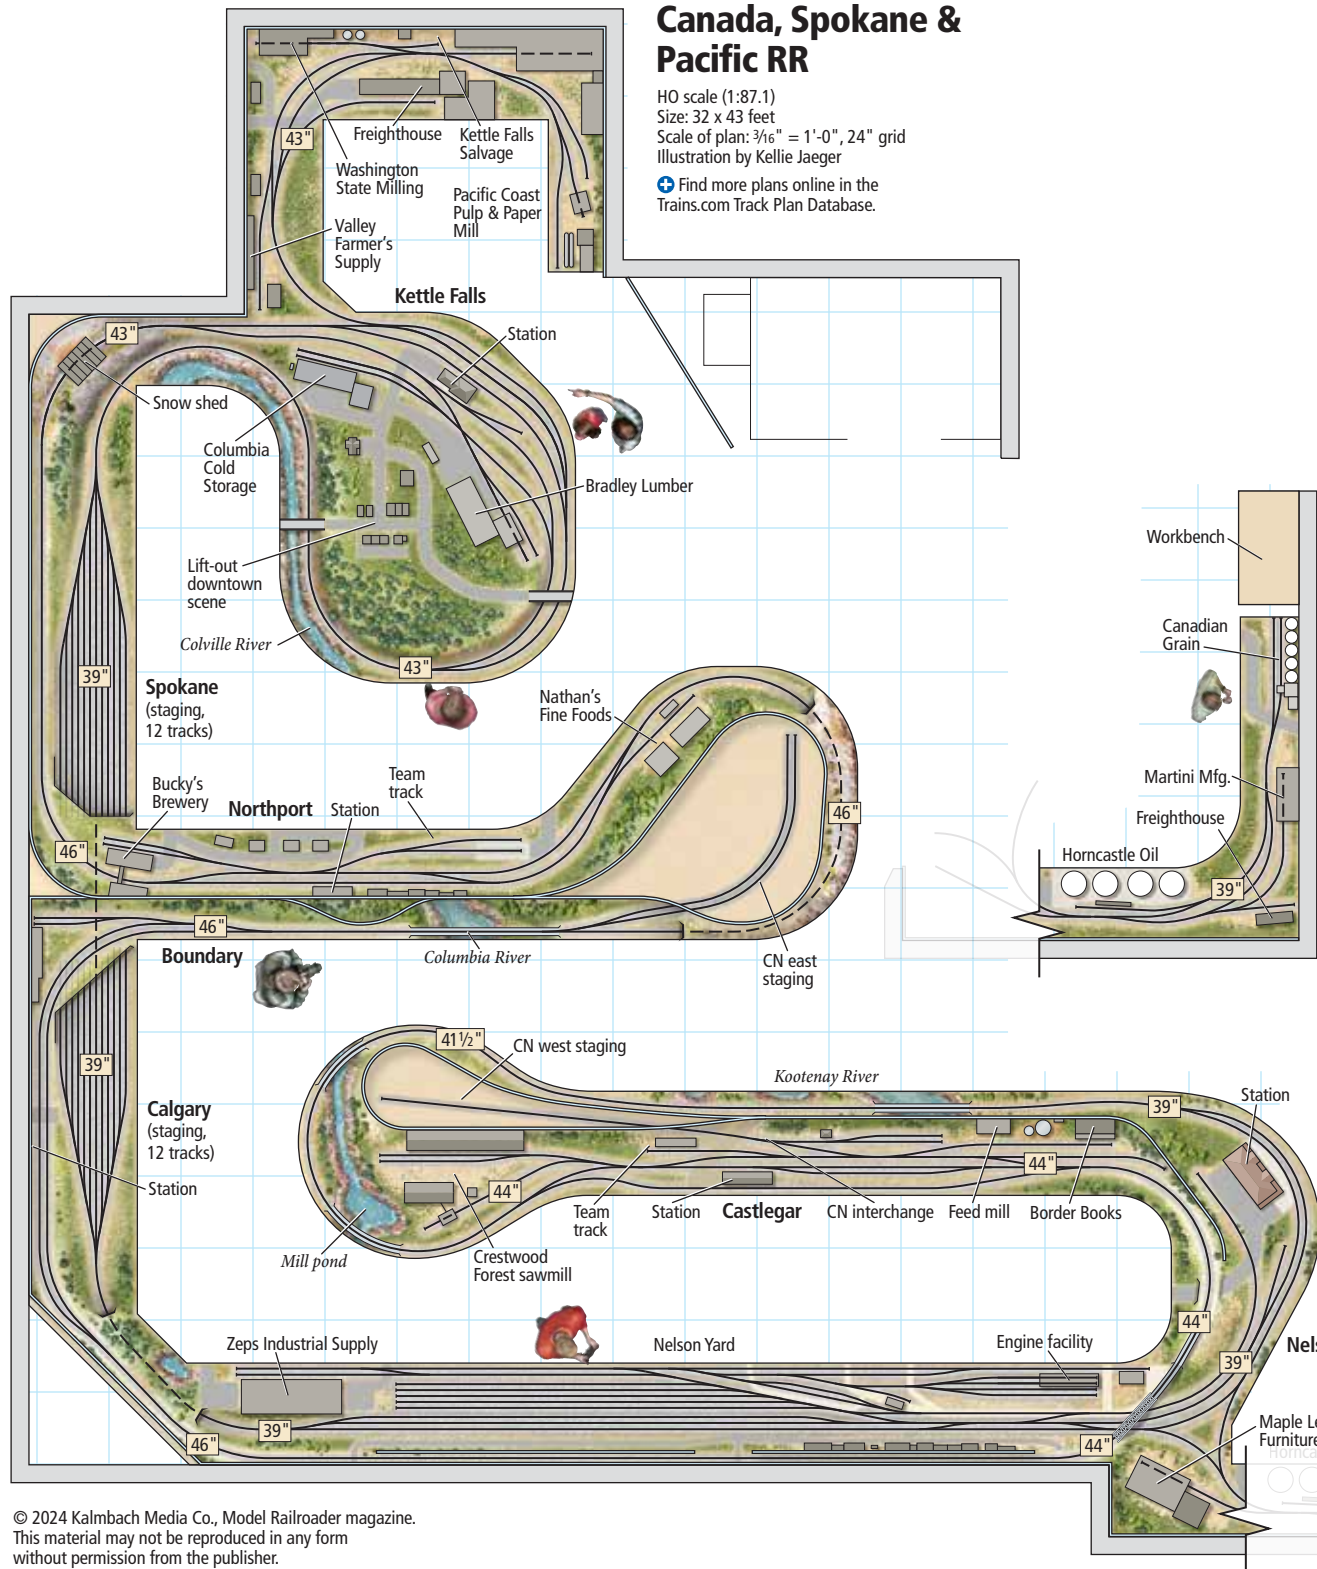 Canada, Spokane &
Pacific RR
HO scale (1:87.1)
Size: 32 x 43 feet
Scale of plan: 3/16" = 1'-0", 24" grid
Illustration by Kellie Jaeger
Find more plans online in the
Trains.com Track Plan Database.
43"
Freighthouse
Kettle Falls
Salvage
Washington
State Milling
Pacific Coast
Pulp & Paper
Mill
Valley
Farmer's
Supply
Kettle Falls
43"
Station
Snow shed
Columbia
Cold
Storage
Bradley Lumber
Lift-out
downtown
scene
Colville River
43"
39"
Spokane
(staging,
12 tracks)
Nathan's
Fine Foods
Workbench
Canadian
Grain
Martini Mfg.
Freighthouse
Horncastle Oil
39"
Bucky's
Brewery
Northport
Station
Team
track
46"
46"
46"
Boundary
Columbia River
CN east
staging
39"
Calgary
(staging,
12 tracks)
Station
41½"
CN west staging
Kootenay River
39"
Station
44"
44"
Mill pond
Crestwood
Forest sawmill
Team
track
Station
Castlegar
CN interchange
Feed mill
Border Books
44"
Zeps Industrial Supply
Nelson Yard
Engine facility
39"
Nels
46"
39"
44"
Maple Le
Furniture
Hornca
© 2024 Kalmbach Media Co., Model Railroader magazine.
This material may not be reproduced in any form
without permission from the publisher.